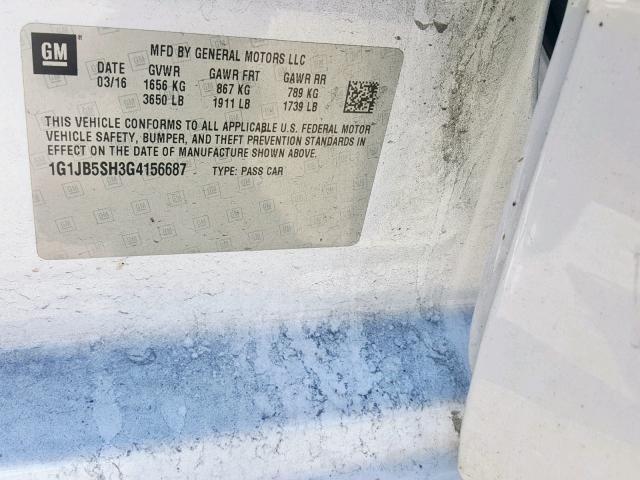 GM
MFD BY GENERAL MOTORS LLC
DATE GVWR GAWR FRT GAWR RR
03/16 1656 KG 867 KG 789 KG
3650 LB 1911 LB 1739 LB
THIS VEHICLE CONFORMS TO ALL APPLICABLE U.S. FEDERAL MOTOR
VEHICLE SAFETY, BUMPER, AND THEFT PREVENTION STANDARDS IN
EFFECT ON THE DATE OF MANUFACTURE SHOWN ABOVE.
1G1JB5SH3G4156687 TYPE: PASS CAR